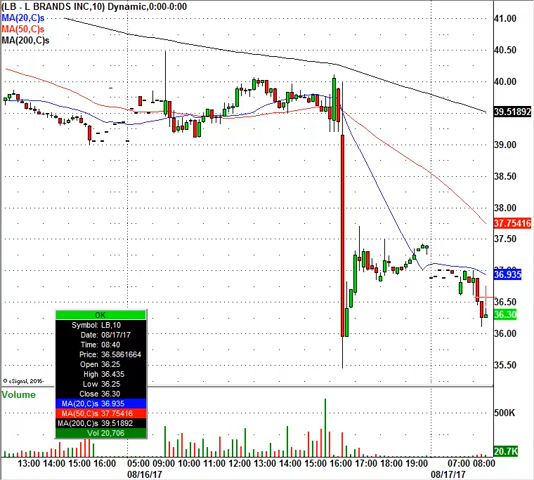 (LB - L BRANDS INC,10) Dynamic,0:00-0:00
MA(20,C)s
MA(50,C)s
MA(200,C)s
41.00
40.50
40.00
39.51892
39.00
38.50
38.00
37.75416
37.50
36.935
37.00
36.50
36.30
36.00
35.50
OK
Symbol: LB,10
Date: 08/17/17
Time: 08:40
Price: 36.5861664
Open 36.25
High 36.435
Low 36.25
Close 36.30
MA(20,C)s 36.935
MA(50,C)s 37.75416
MA(200,C)s 39.51892
Vol 20,706
© eSignal, 2016
Volume
500K
20.7K
13:00 14:00 15:00 16:00 05:00 09:00 10:00 11:00 12:00 13:00 14:00 15:00 16:00 17:00 18:00 19:00 07:00 08:00
08/16/17 08/17/17